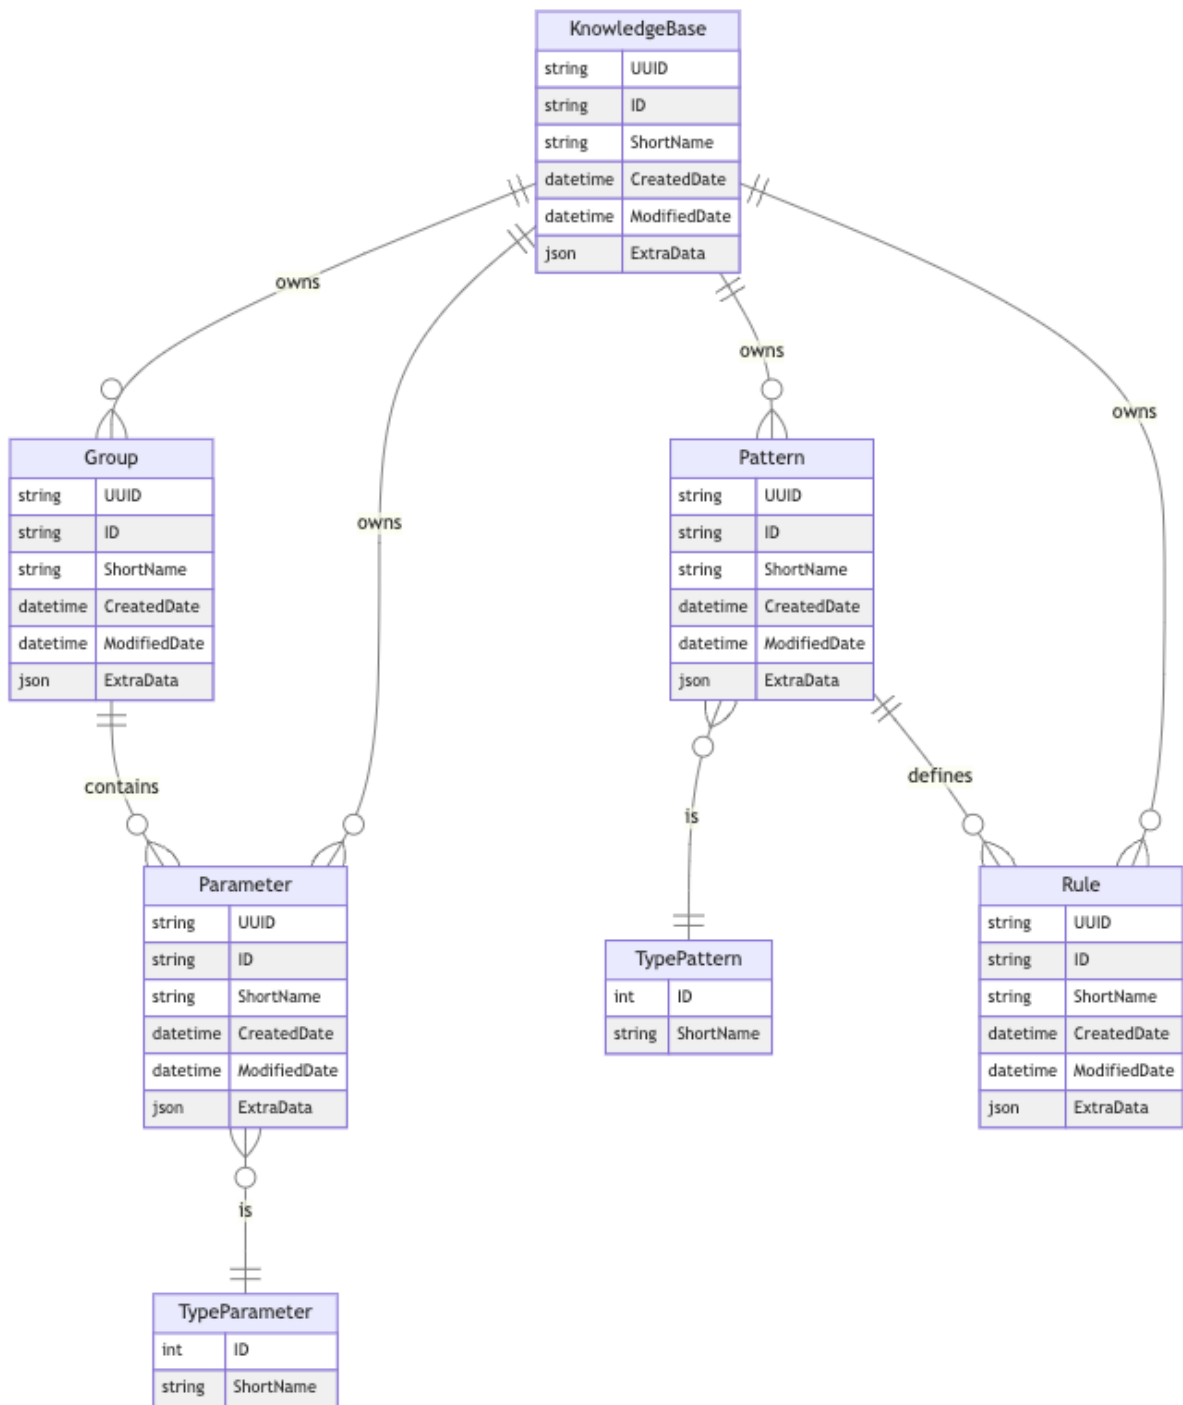 KnowledgeBase
string UUID
string ID
string ShortName
datetime CreatedDate
datetime ModifiedDate
json ExtraData
owns
owns
owns
owns
Group
string UUID
string ID
string ShortName
datetime CreatedDate
datetime ModifiedDate
json ExtraData
Pattern
string UUID
string ID
string ShortName
datetime CreatedDate
datetime ModifiedDate
json ExtraData
contains
is
defines
Parameter
string UUID
string ID
string ShortName
datetime CreatedDate
datetime ModifiedDate
json ExtraData
TypePattern
int ID
string ShortName
Rule
string UUID
string ID
string ShortName
datetime CreatedDate
datetime ModifiedDate
json ExtraData
is
TypeParameter
int ID
string ShortName